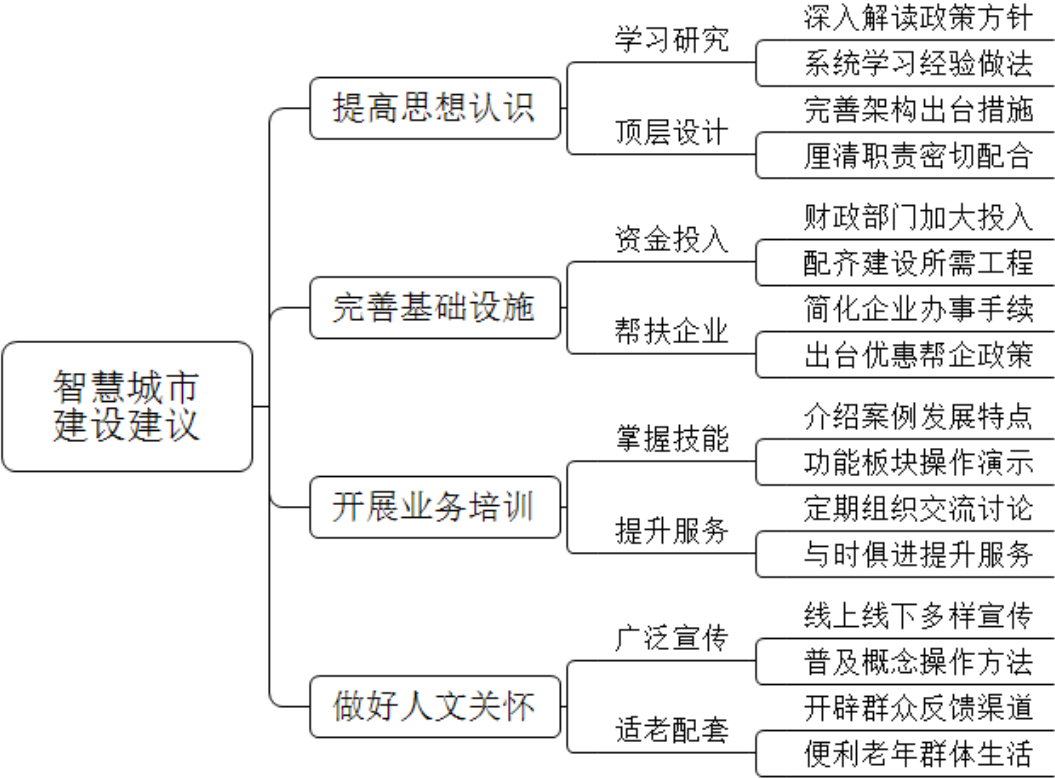 智慧城市
建设建议
提高思想认识
学习研究
深入解读政策方针
系统学习经验做法
顶层设计
完善架构出台措施
厘清职责密切配合
完善基础设施
资金投入
财政部门加大投入
配齐建设所需工程
帮扶企业
简化企业办事手续
出台优惠帮企政策
开展业务培训
掌握技能
介绍案例发展特点
功能板块操作演示
提升服务
定期组织交流讨论
与时俱进提升服务
做好人文关怀
广泛宣传
线上线下多样宣传
普及概念操作方法
适老配套
开辟群众反馈渠道
便利老年群体生活